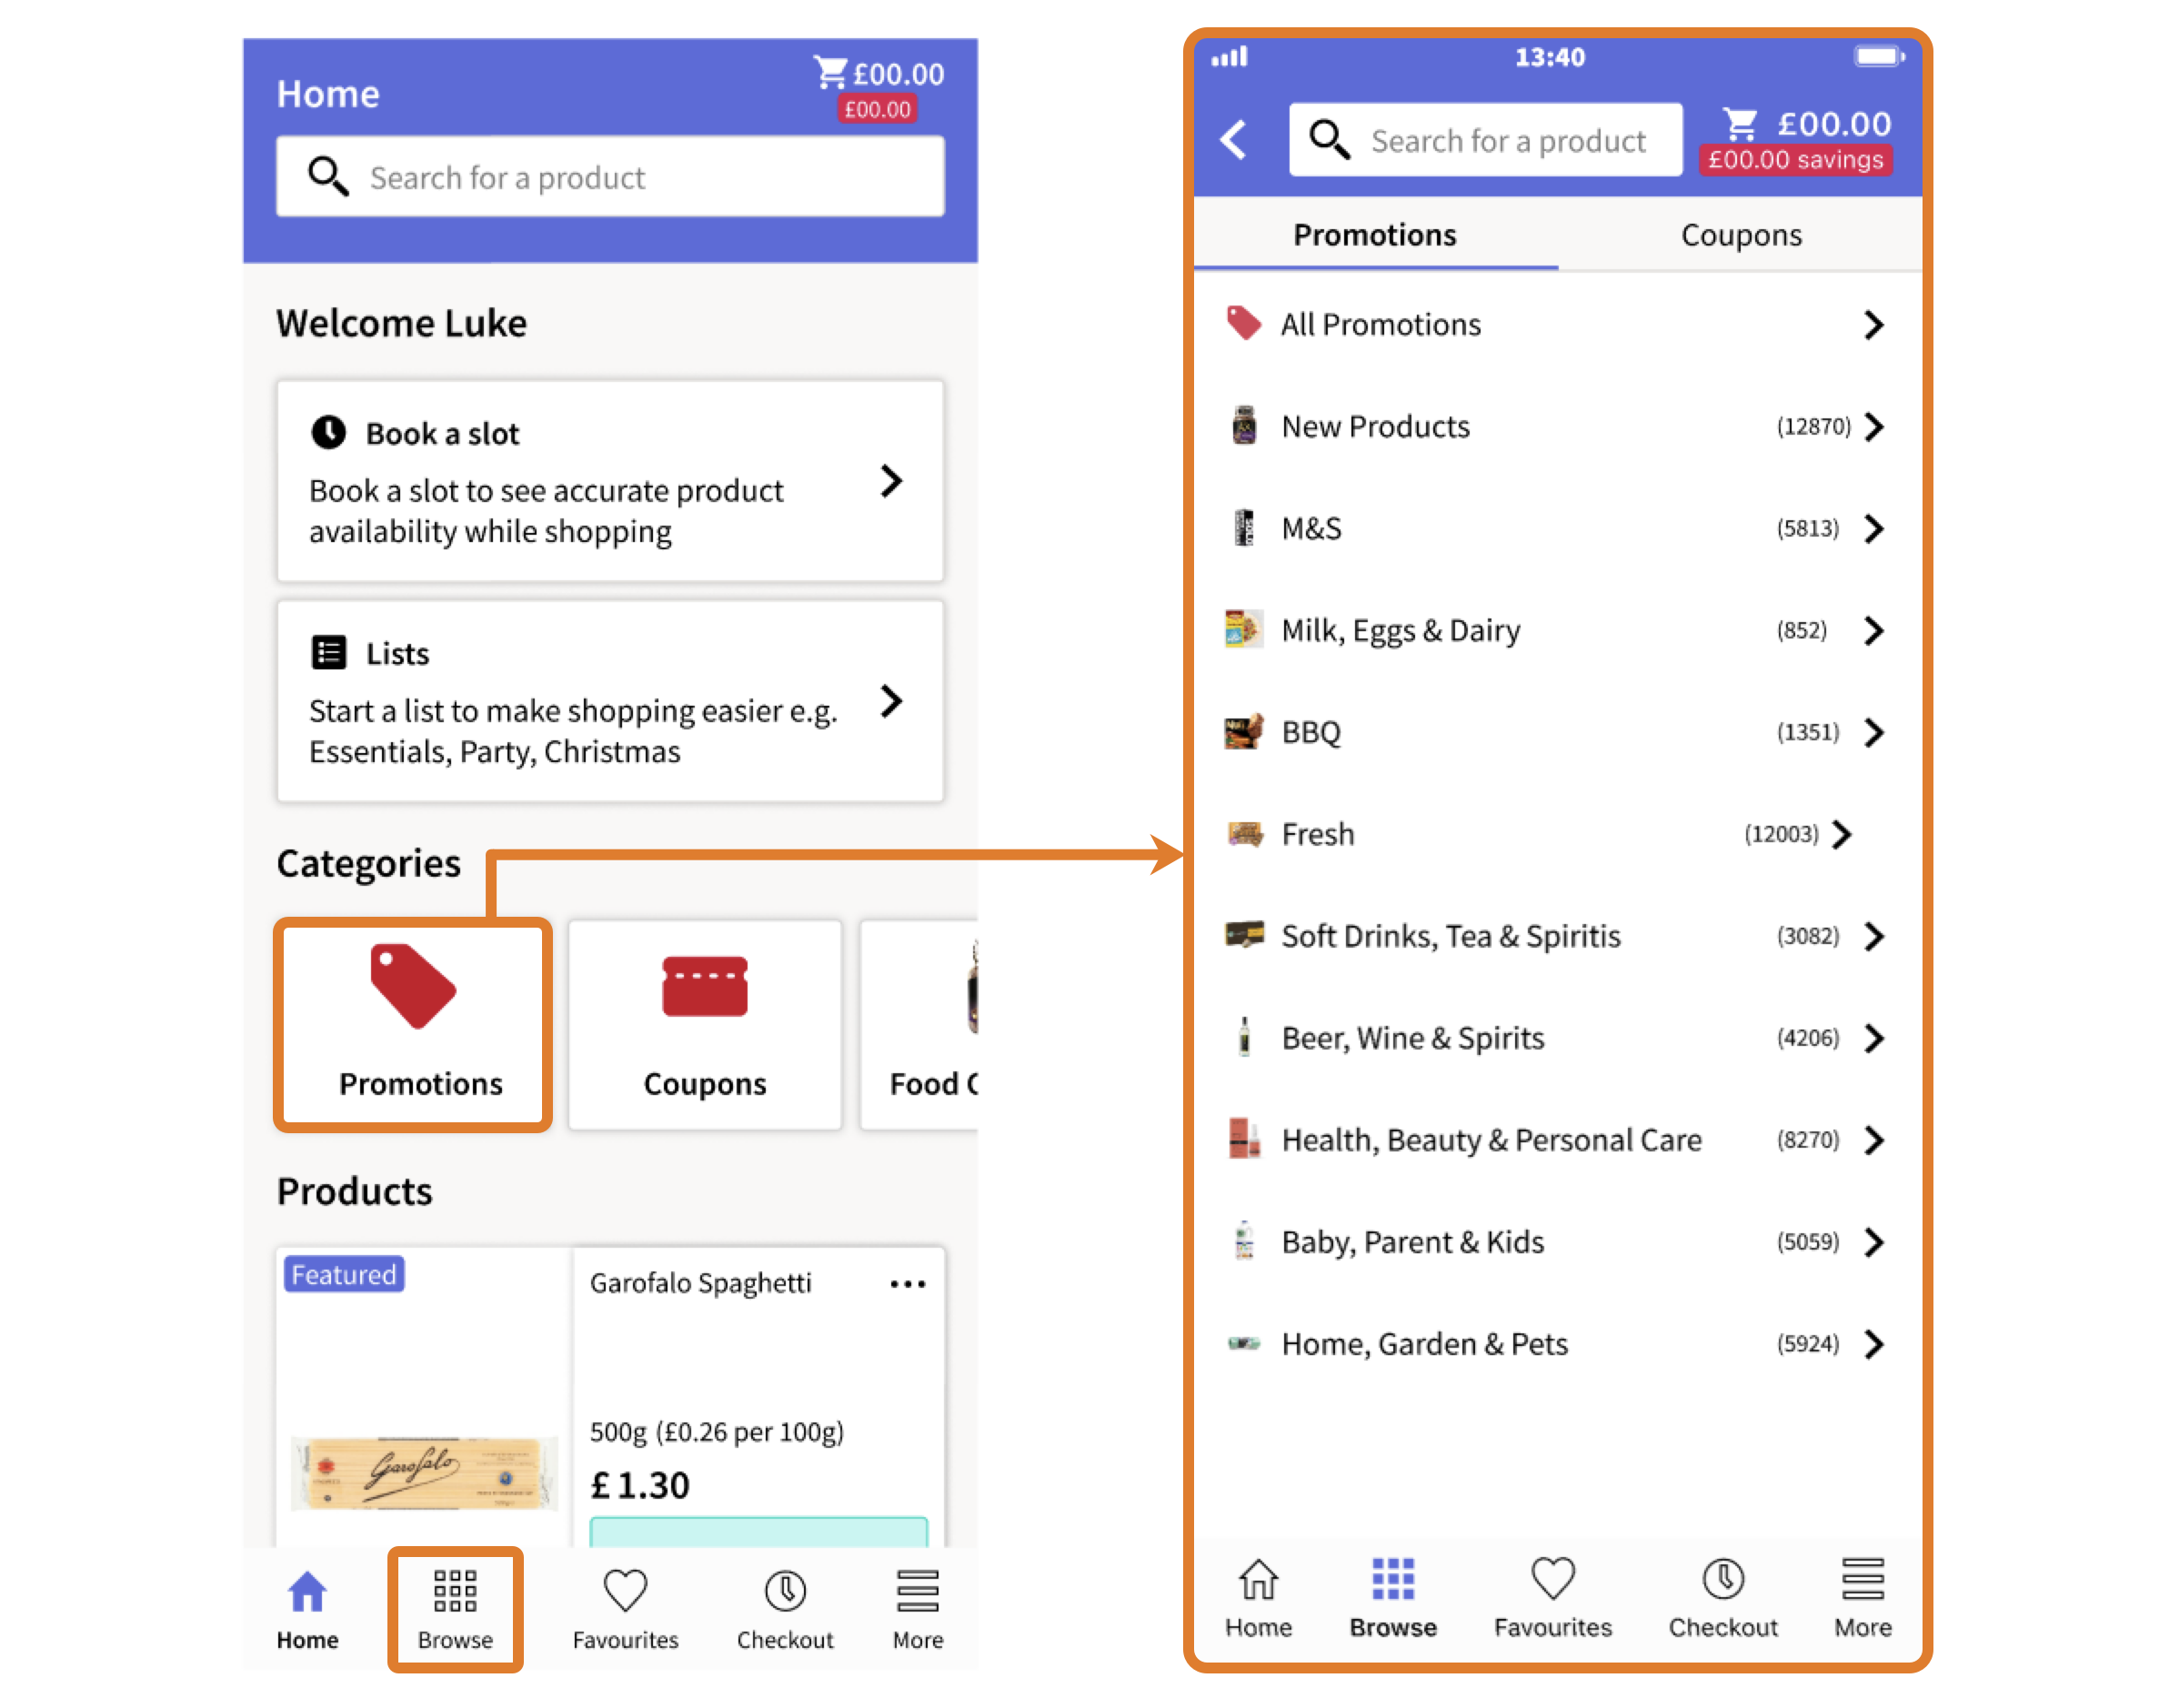 Home
£00.00
£00.00
Search for a product
Welcome Luke
Book a slot
Book a slot to see accurate product
availability while shopping
Lists
Start a list to make shopping easier e.g.
Essentials, Party, Christmas
Categories
Promotions
Coupons
Food C
Products
Featured
Garofalo Spaghetti
500g (£0.26 per 100g)
£1.30
Garofalo
Home
Browse
Favourites
Checkout
More
13:40
Search for a product
£00.00
£00.00 savings
Promotions
Coupons
All Promotions
New Products (12870)
M&S (5813)
Milk, Eggs & Dairy (852)
BBQ (1351)
Fresh (12003)
Soft Drinks, Tea & Spiritis (3082)
Beer, Wine & Spirits (4206)
Health, Beauty & Personal Care (8270)
Baby, Parent & Kids (5059)
Home, Garden & Pets (5924)
Home
Browse
Favourites
Checkout
More